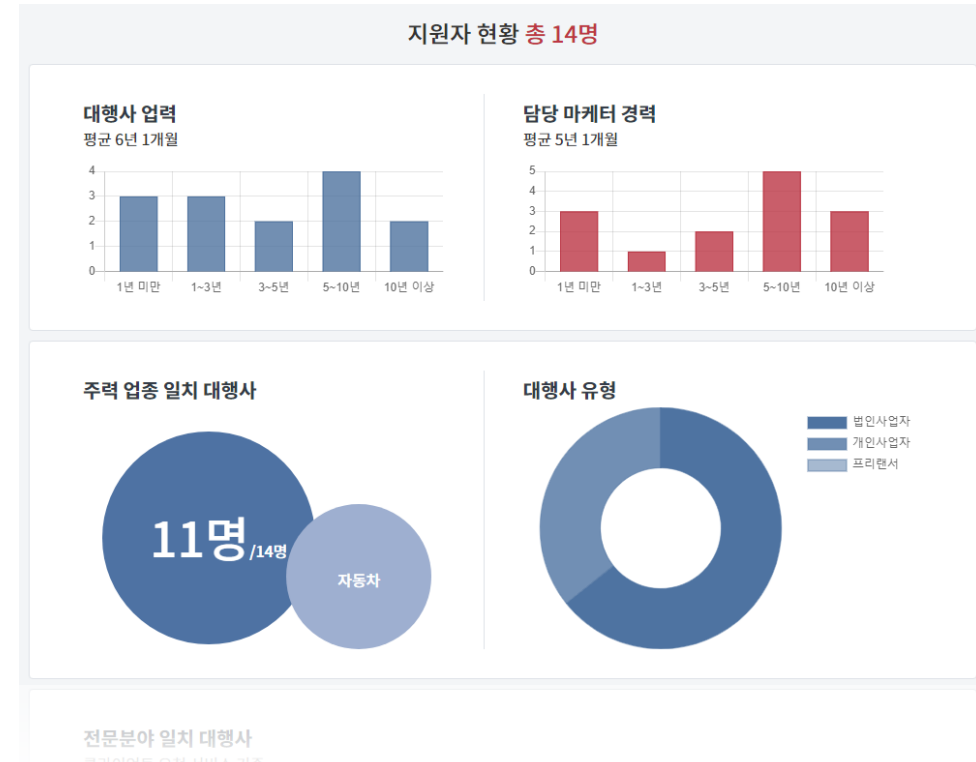 지원자 현황 총 14명
대행사 업력
평균 6년 1개월
4
3
2
1
0
1년 미만 1~3년 3~5년 5~10년 10년 이상
담당 마케터 경력
평균 5년 1개월
5
4
3
2
1
0
1년 미만 1~3년 3~5년 5~10년 10년 이상
주력 업종 일치 대행사
11명/14명
자동차
대행사 유형
법인사업자
개인사업자
프리랜서
전문분야 일치 대행사